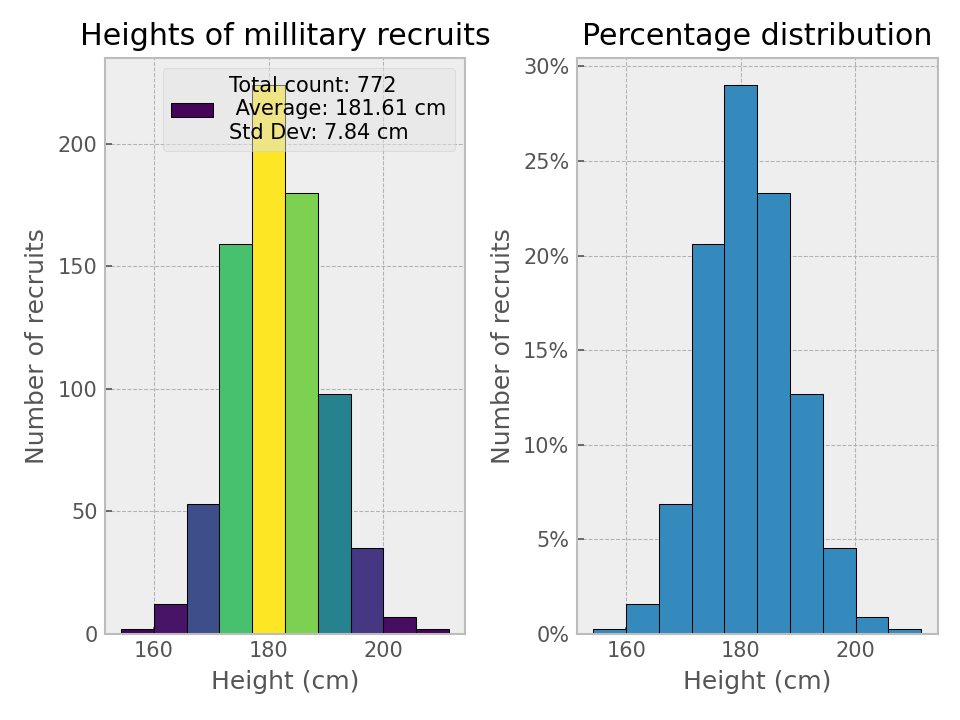 Heights of millitary recruits
Total count: 772
Average: 181.61 cm
Std Dev: 7.84 cm
Number of recruits
200
150
100
50
0
160 180 200
Height (cm)
Percentage distribution
Number of recruits
30%
25%
20%
15%
10%
5%
0%
160 180 200
Height (cm)